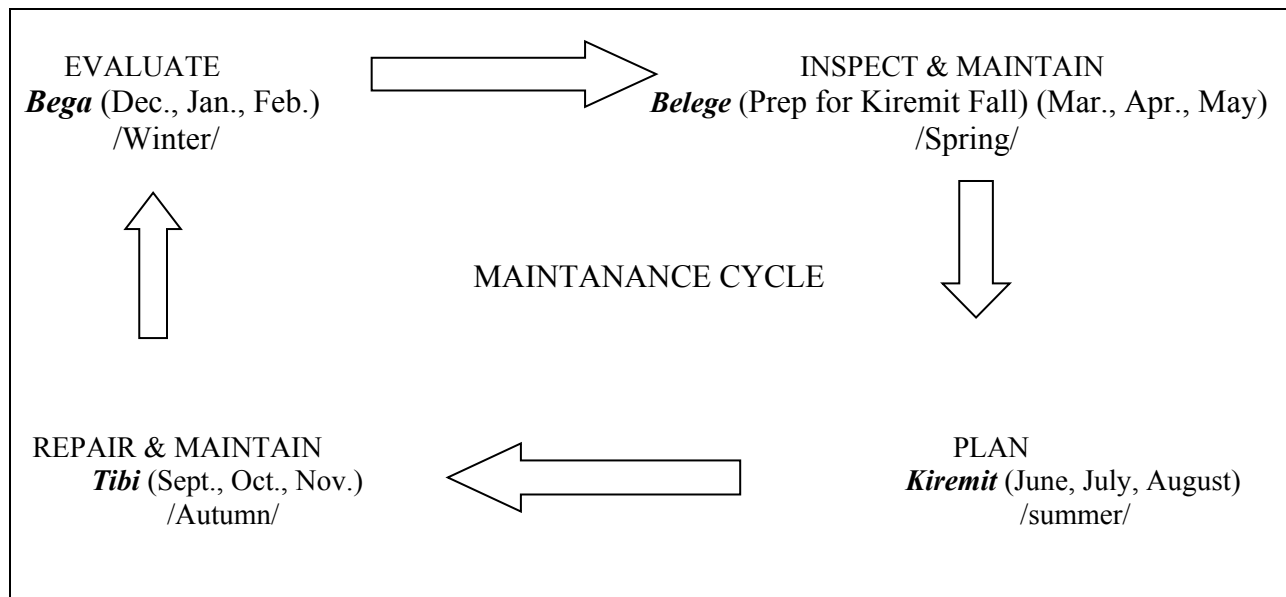 EVALUATE
Bega (Dec., Jan., Feb.)
/Winter/
INSPECT & MAINTAIN
Belege (Prep for Kiremit Fall) (Mar., Apr., May)
/Spring/
MAINTANANCE CYCLE
REPAIR & MAINTAIN
Tibi (Sept., Oct., Nov.)
/Autumn/
PLAN
Kiremit (June, July, August)
/summer/